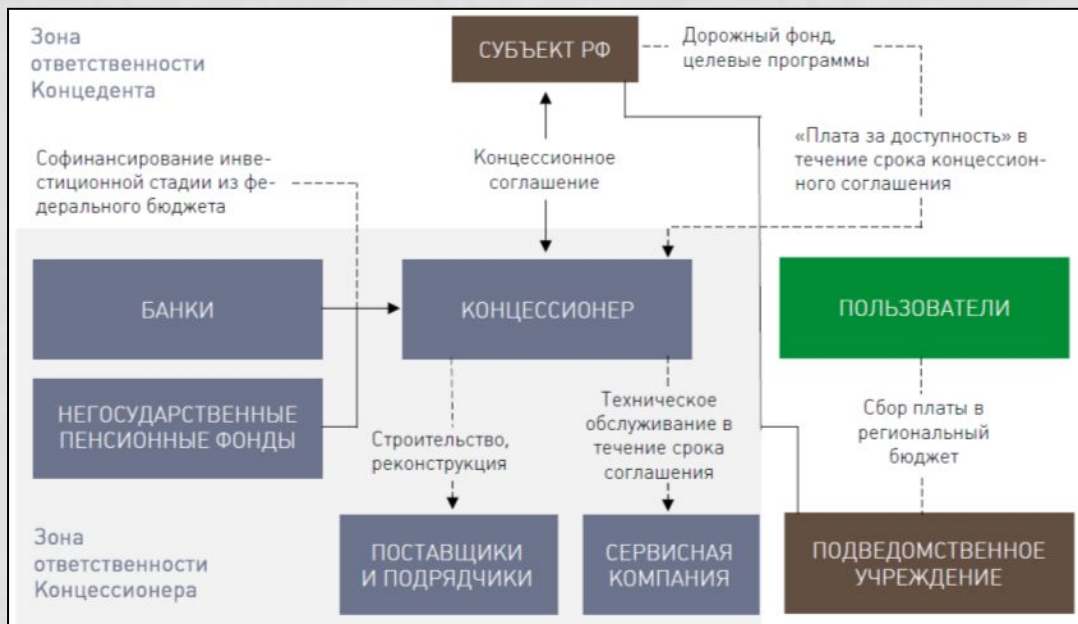 Зона
ответственности
Концедента
СУБЪЕКТ РФ
Дорожный фонд,
целевые программы
«Плата за доступность» в
течение срока концессион-
ного соглашения
Софинансирование инве-
стиционной стадии из фе-
дерального бюджета
Концессионное
соглашение
БАНКИ
КОНЦЕССИОНЕР
ПОЛЬЗОВАТЕЛИ
НЕГОСУДАРСТВЕННЫЕ
ПЕНСИОННЫЕ ФОНДЫ
Строительство,
реконструкция
Техническое
обслуживание в
течение срока
соглашения
Сбор платы в
региональный
бюджет
Зона
ответственности
Концессионера
ПОСТАВЩИКИ
И ПОДРЯДЧИКИ
СЕРВИСНАЯ
КОМПАНИЯ
ПОДВЕДОМСТВЕННОЕ
УЧРЕЖДЕНИЕ